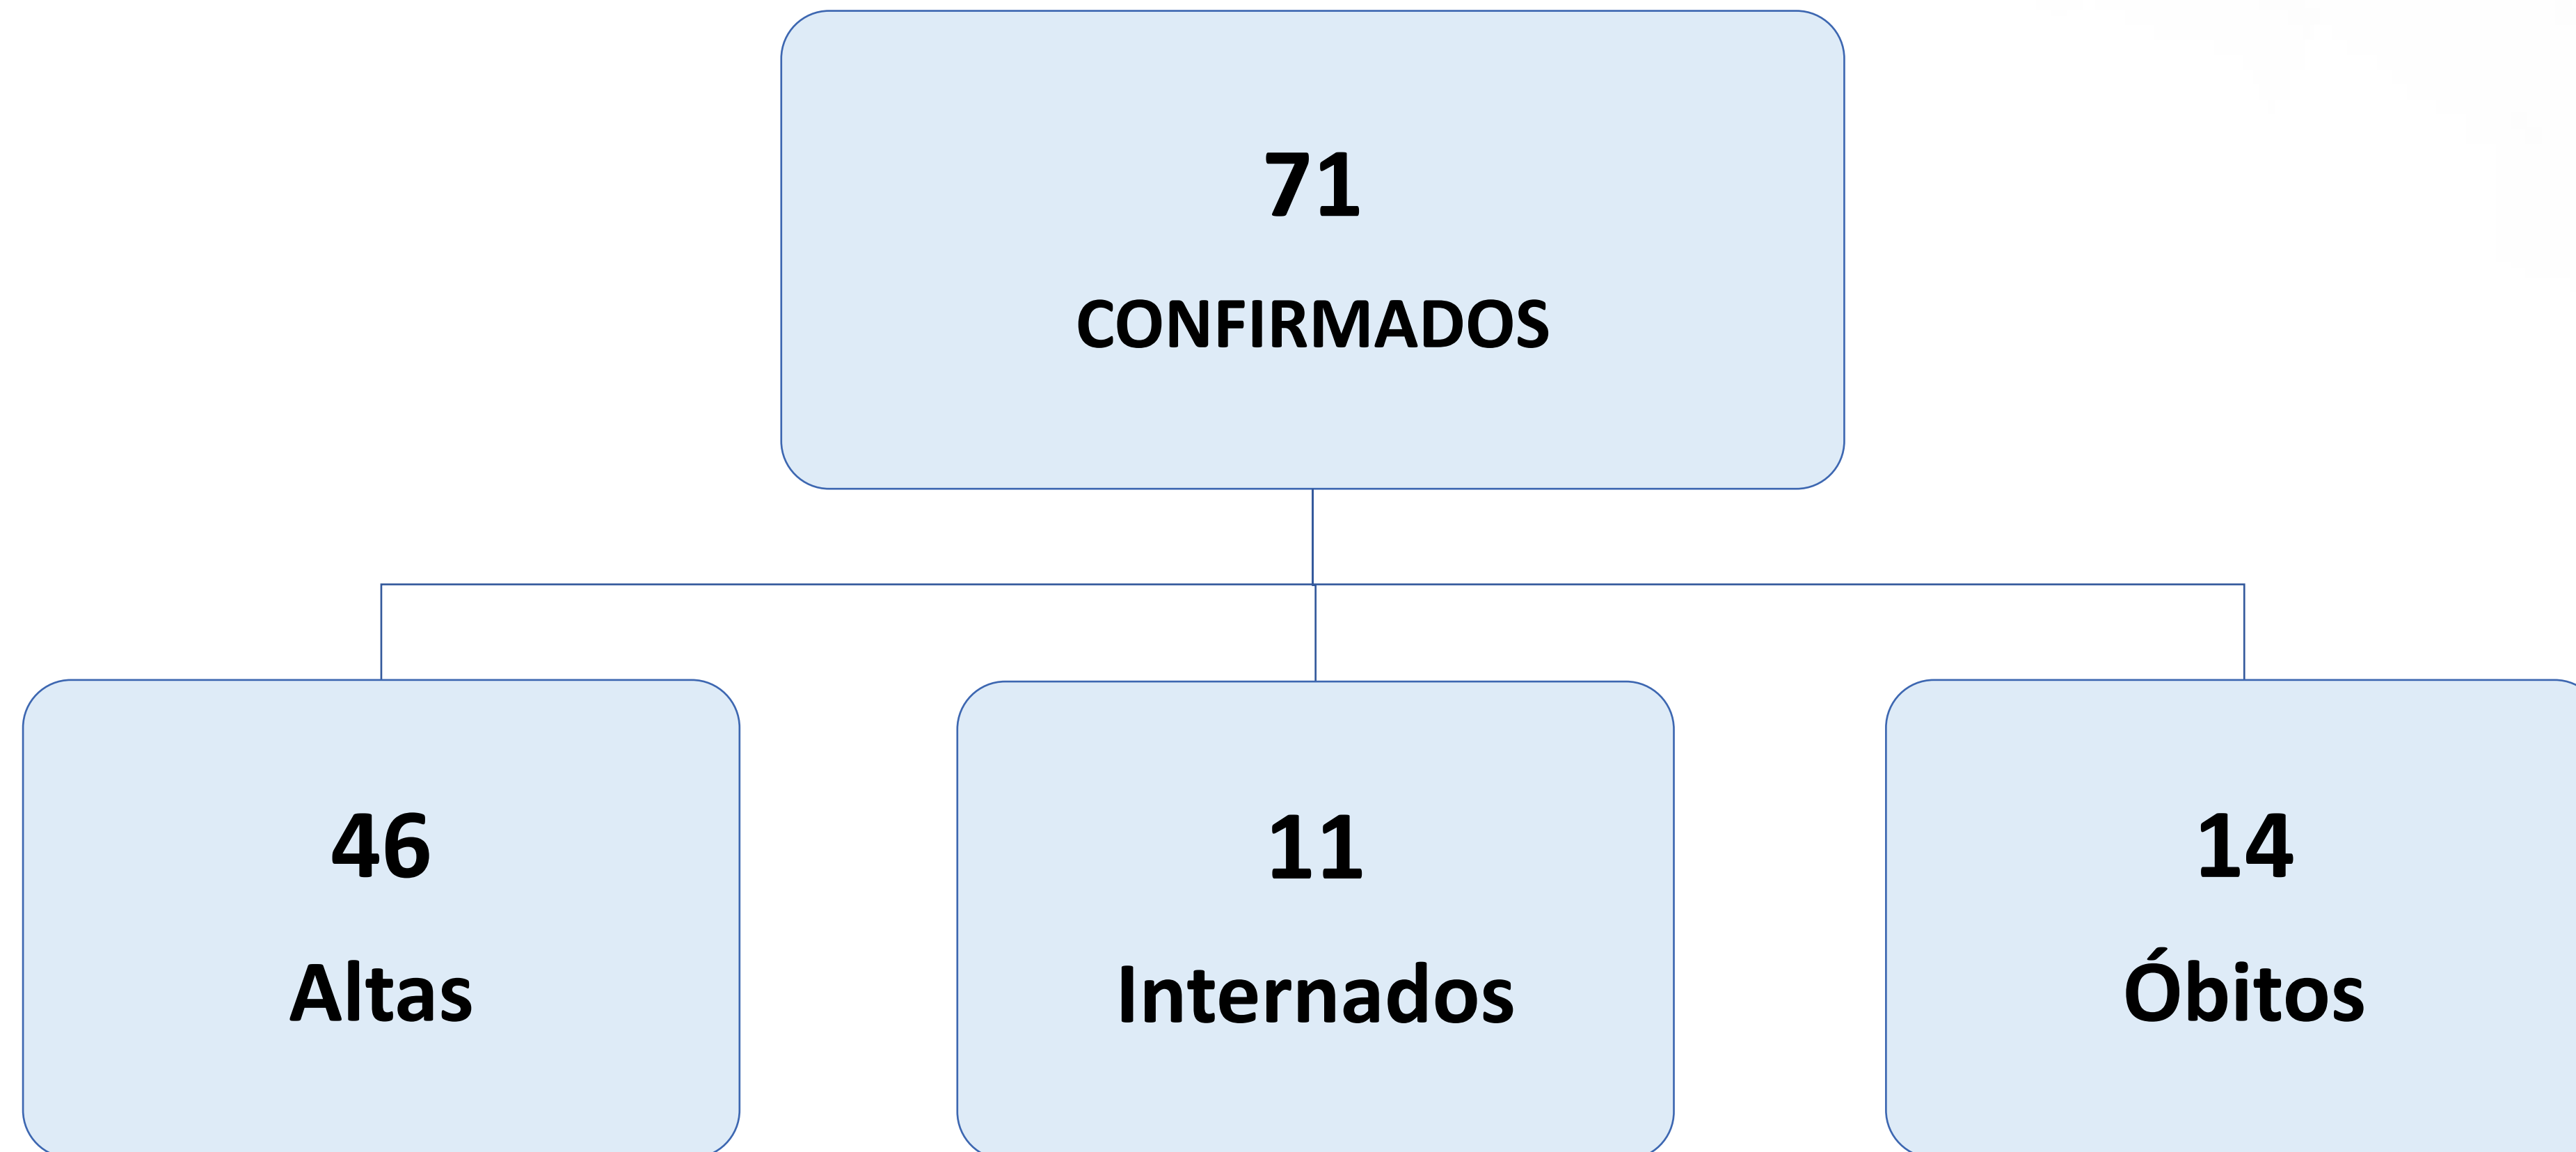 71
CONFIRMADOS
46
Altas
11
Internados
14
Óbitos